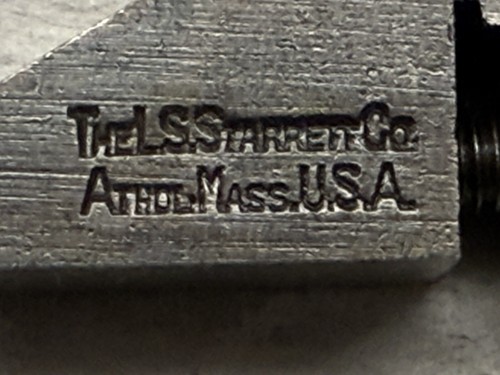 The L.S. Starrett Co.
Athol, Mass. U.S.A.